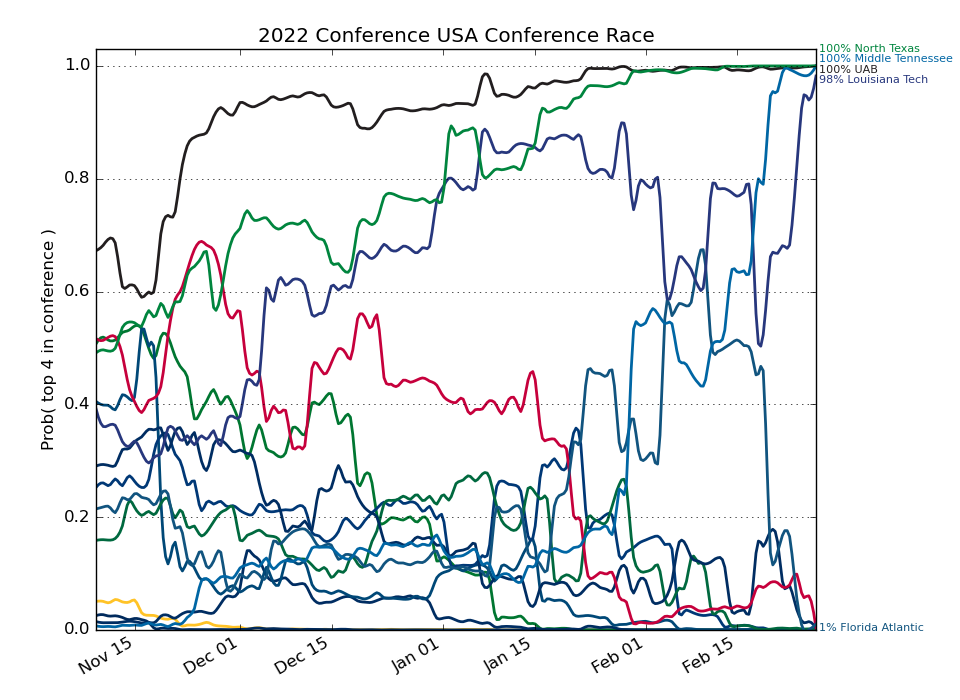 2022 Conference USA Conference Race
100% North Texas
100% Middle Tennessee
100% UAB
98% Louisiana Tech
1% Florida Atlantic
Prob( top 4 in conference )
1.0
0.8
0.6
0.4
0.2
0.0
Nov 15
Dec 01
Dec 15
Jan 01
Jan 15
Feb 01
Feb 15